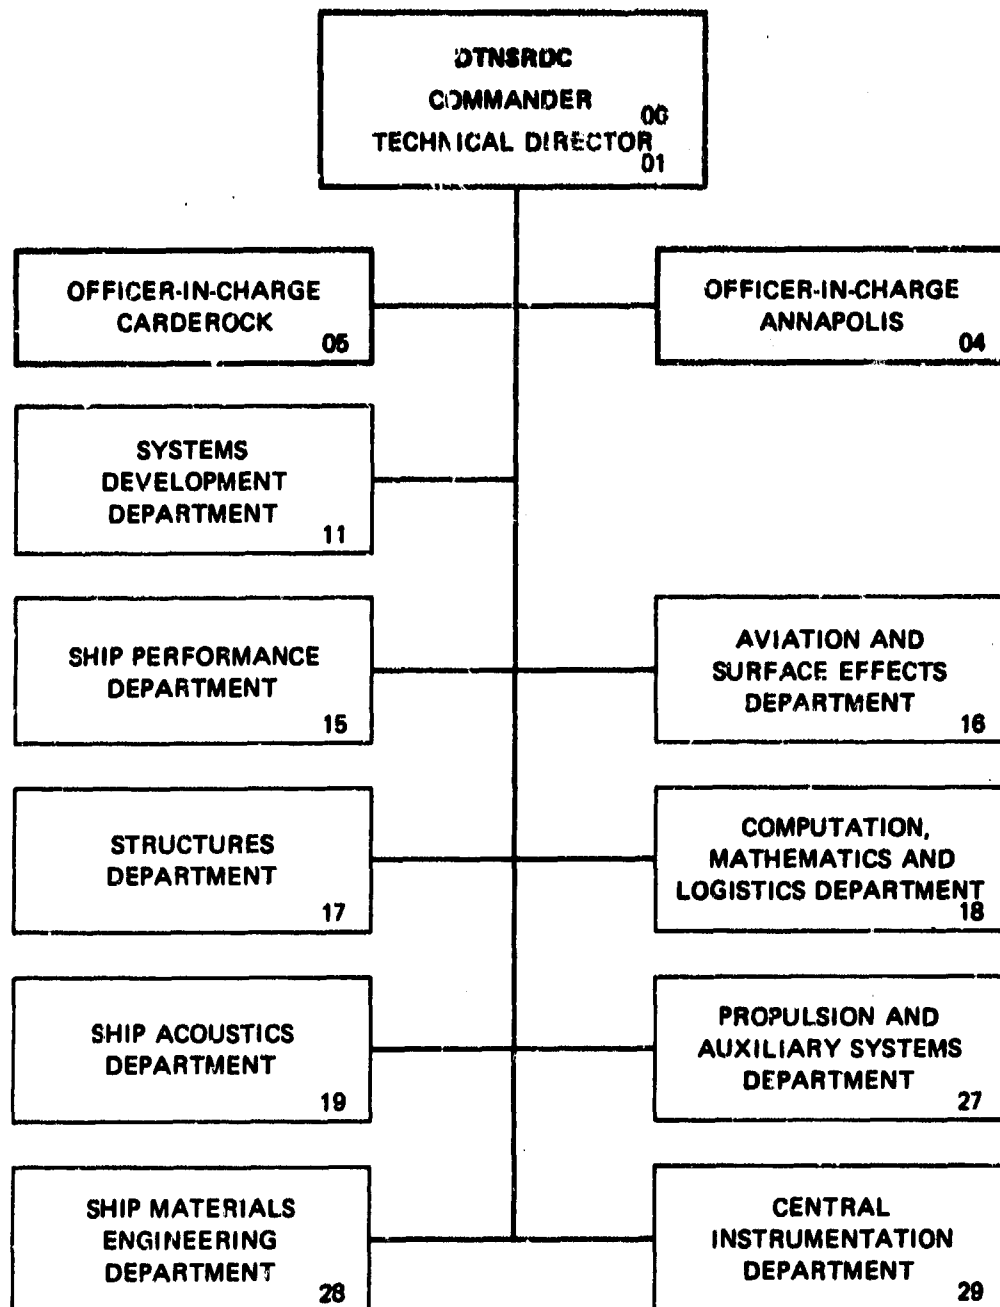 DTNSRDC
COMMANDER
00
TECHNICAL DIRECTOR
01
OFFICER-IN-CHARGE
CARDEROCK
05
OFFICER-IN-CHARGE
ANNAPOLIS
04
SYSTEMS
DEVELOPMENT
DEPARTMENT
11
SHIP PERFORMANCE
DEPARTMENT
15
AVIATION AND
SURFACE EFFECTS
DEPARTMENT
16
STRUCTURES
DEPARTMENT
17
COMPUTATION,
MATHEMATICS AND
LOGISTICS DEPARTMENT
18
SHIP ACOUSTICS
DEPARTMENT
19
PROPULSION AND
AUXILIARY SYSTEMS
DEPARTMENT
27
SHIP MATERIALS
ENGINEERING
DEPARTMENT
28
CENTRAL
INSTRUMENTATION
DEPARTMENT
29